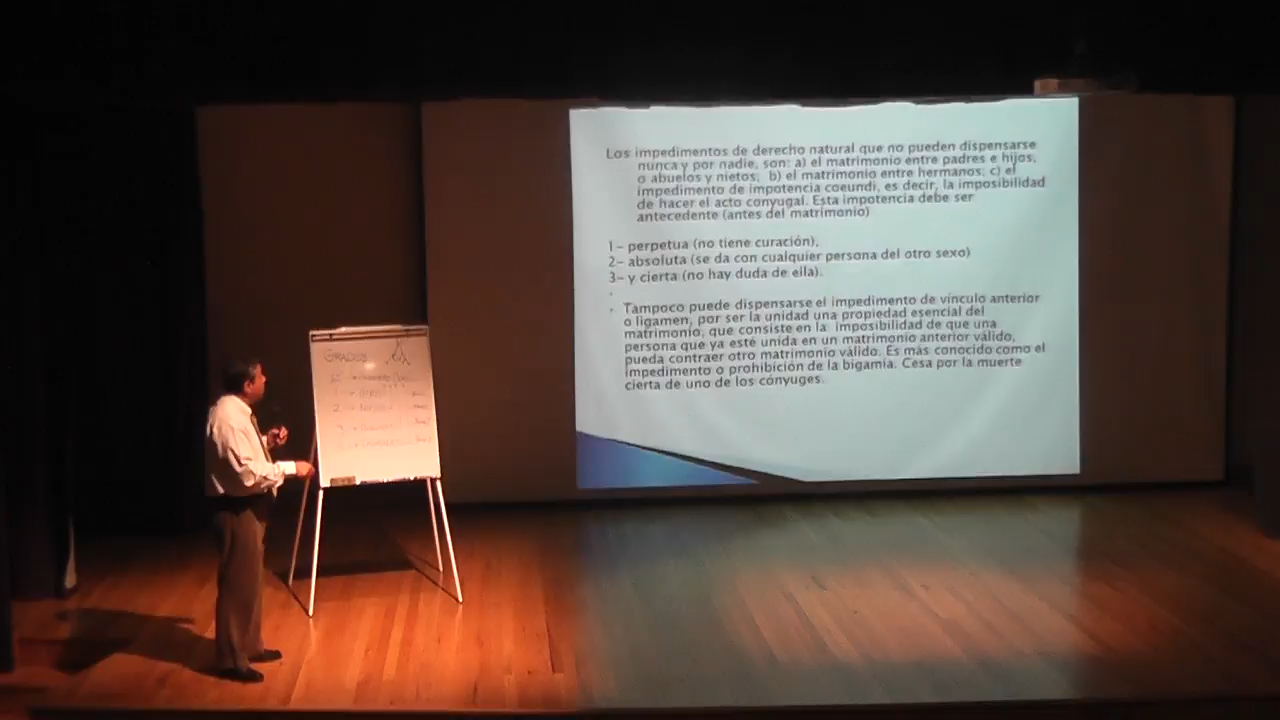 Los impedimentos de derecho natural que no pueden dispensarse
nunca y por nadie, son: a) el matrimonio entre padres e hijos,
o abuelos y nietos; b) el matrimonio entre hermanos; c) el
impedimento de impotencia coeundi, es decir, la imposibilidad
de hacer el acto conyugal. Esta impotencia debe ser
antecedente (antes del matrimonio)
1- perpetua (no tiene curación),
2- absoluta (se da con cualquier persona del otro sexo)
3- y cierta (no hay duda de ella).
Tampoco puede dispensarse el impedimento de vínculo anterior
o ligamen, por ser la unidad una propiedad esencial del
matrimonio, que consiste en la imposibilidad de que una
persona que ya esté unida en un matrimonio anterior válido,
pueda contraer otro matrimonio válido. Es más conocido como el
impedimento o prohibición de la bigamia. Cesa por la muerte
cierta de uno de los cónyuges.
GRADOS